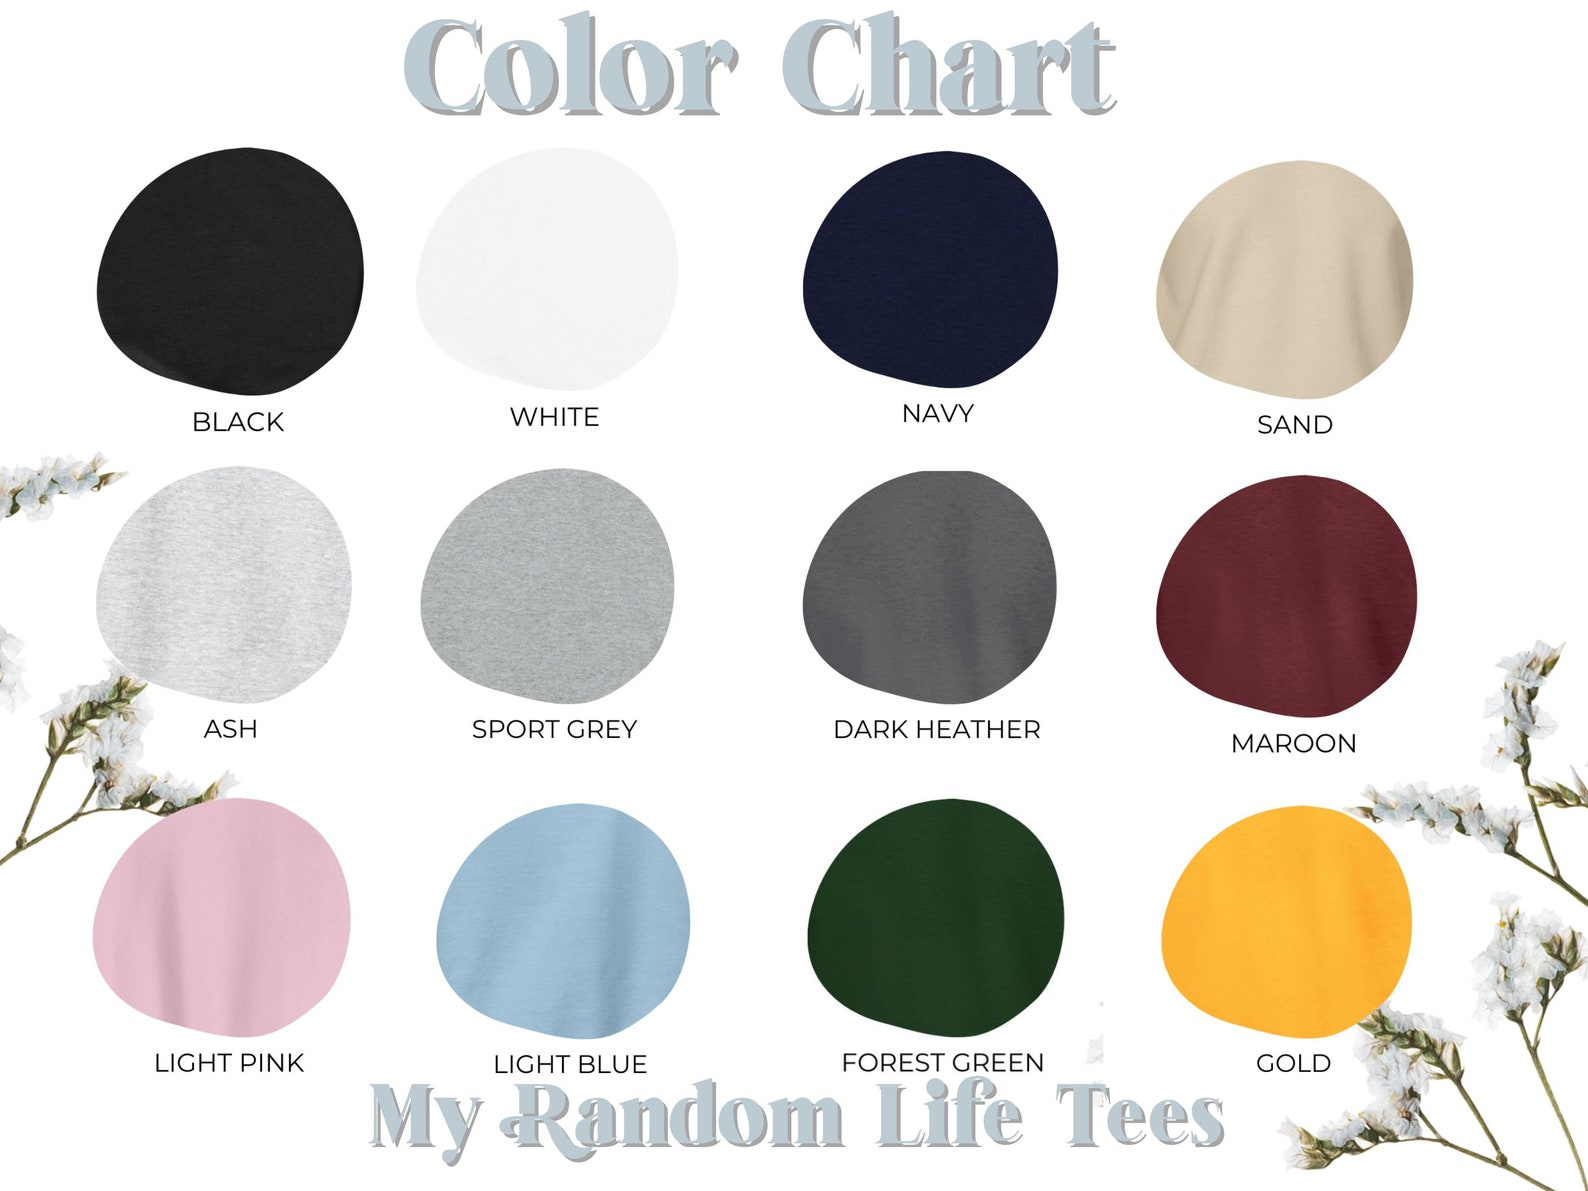 Color Chart
BLACK
WHITE
NAVY
SAND
ASH
SPORT GREY
DARK HEATHER
MAROON
LIGHT PINK
LIGHT BLUE
FOREST GREEN
GOLD
My Random Life Tees